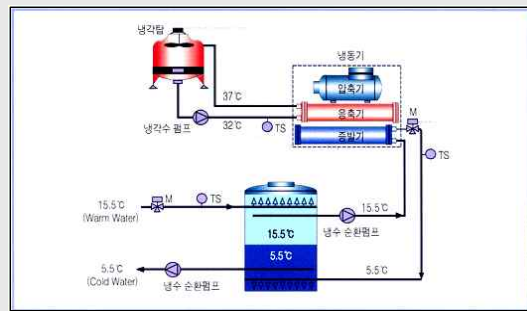 냉각탑
냉동기
압축기
37℃
응축기
M
냉각수 펌프
32℃
TS
증발기
TS
M
TS
15.5℃
(Warm Water)
15.5℃
냉수 순환펌프
15.5℃
5.5℃
5.5℃
(Cold Water)
냉수 순환펌프
5.5℃